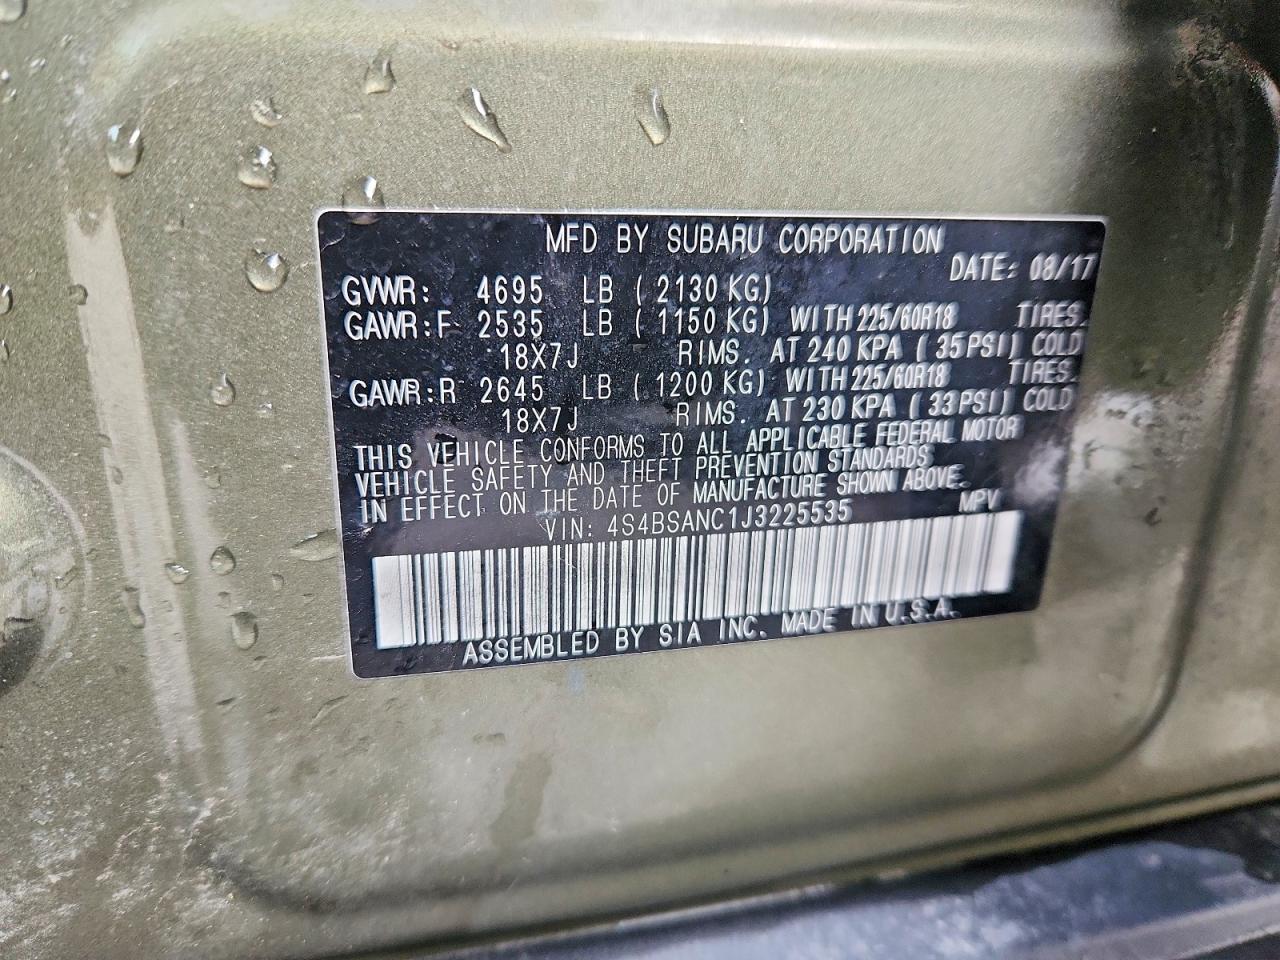 MFD BY SUBARU CORPORATION
DATE: 08/17
GVWR: 4695 LB ( 2130 KG)
GAWR:F 2535 LB ( 1150 KG) WITH 225/60R18 TIRES.
18X7J RIMS. AT 240 KPA ( 35 PSI) COLD
GAWR:R 2645 LB ( 1200 KG) WITH 225/60R18 TIRES.
18X7J RIMS. AT 230 KPA ( 33 PSI) COLD
THIS VEHICLE CONFORMS TO ALL APPLICABLE FEDERAL MOTOR
VEHICLE SAFETY AND THEFT PREVENTION STANDARDS
IN EFFECT ON THE DATE OF MANUFACTURE SHOWN ABOVE.
VIN: 4S4BSANC1J3225535 MPV
ASSEMBLED BY SIA INC. MADE IN U.S.A.